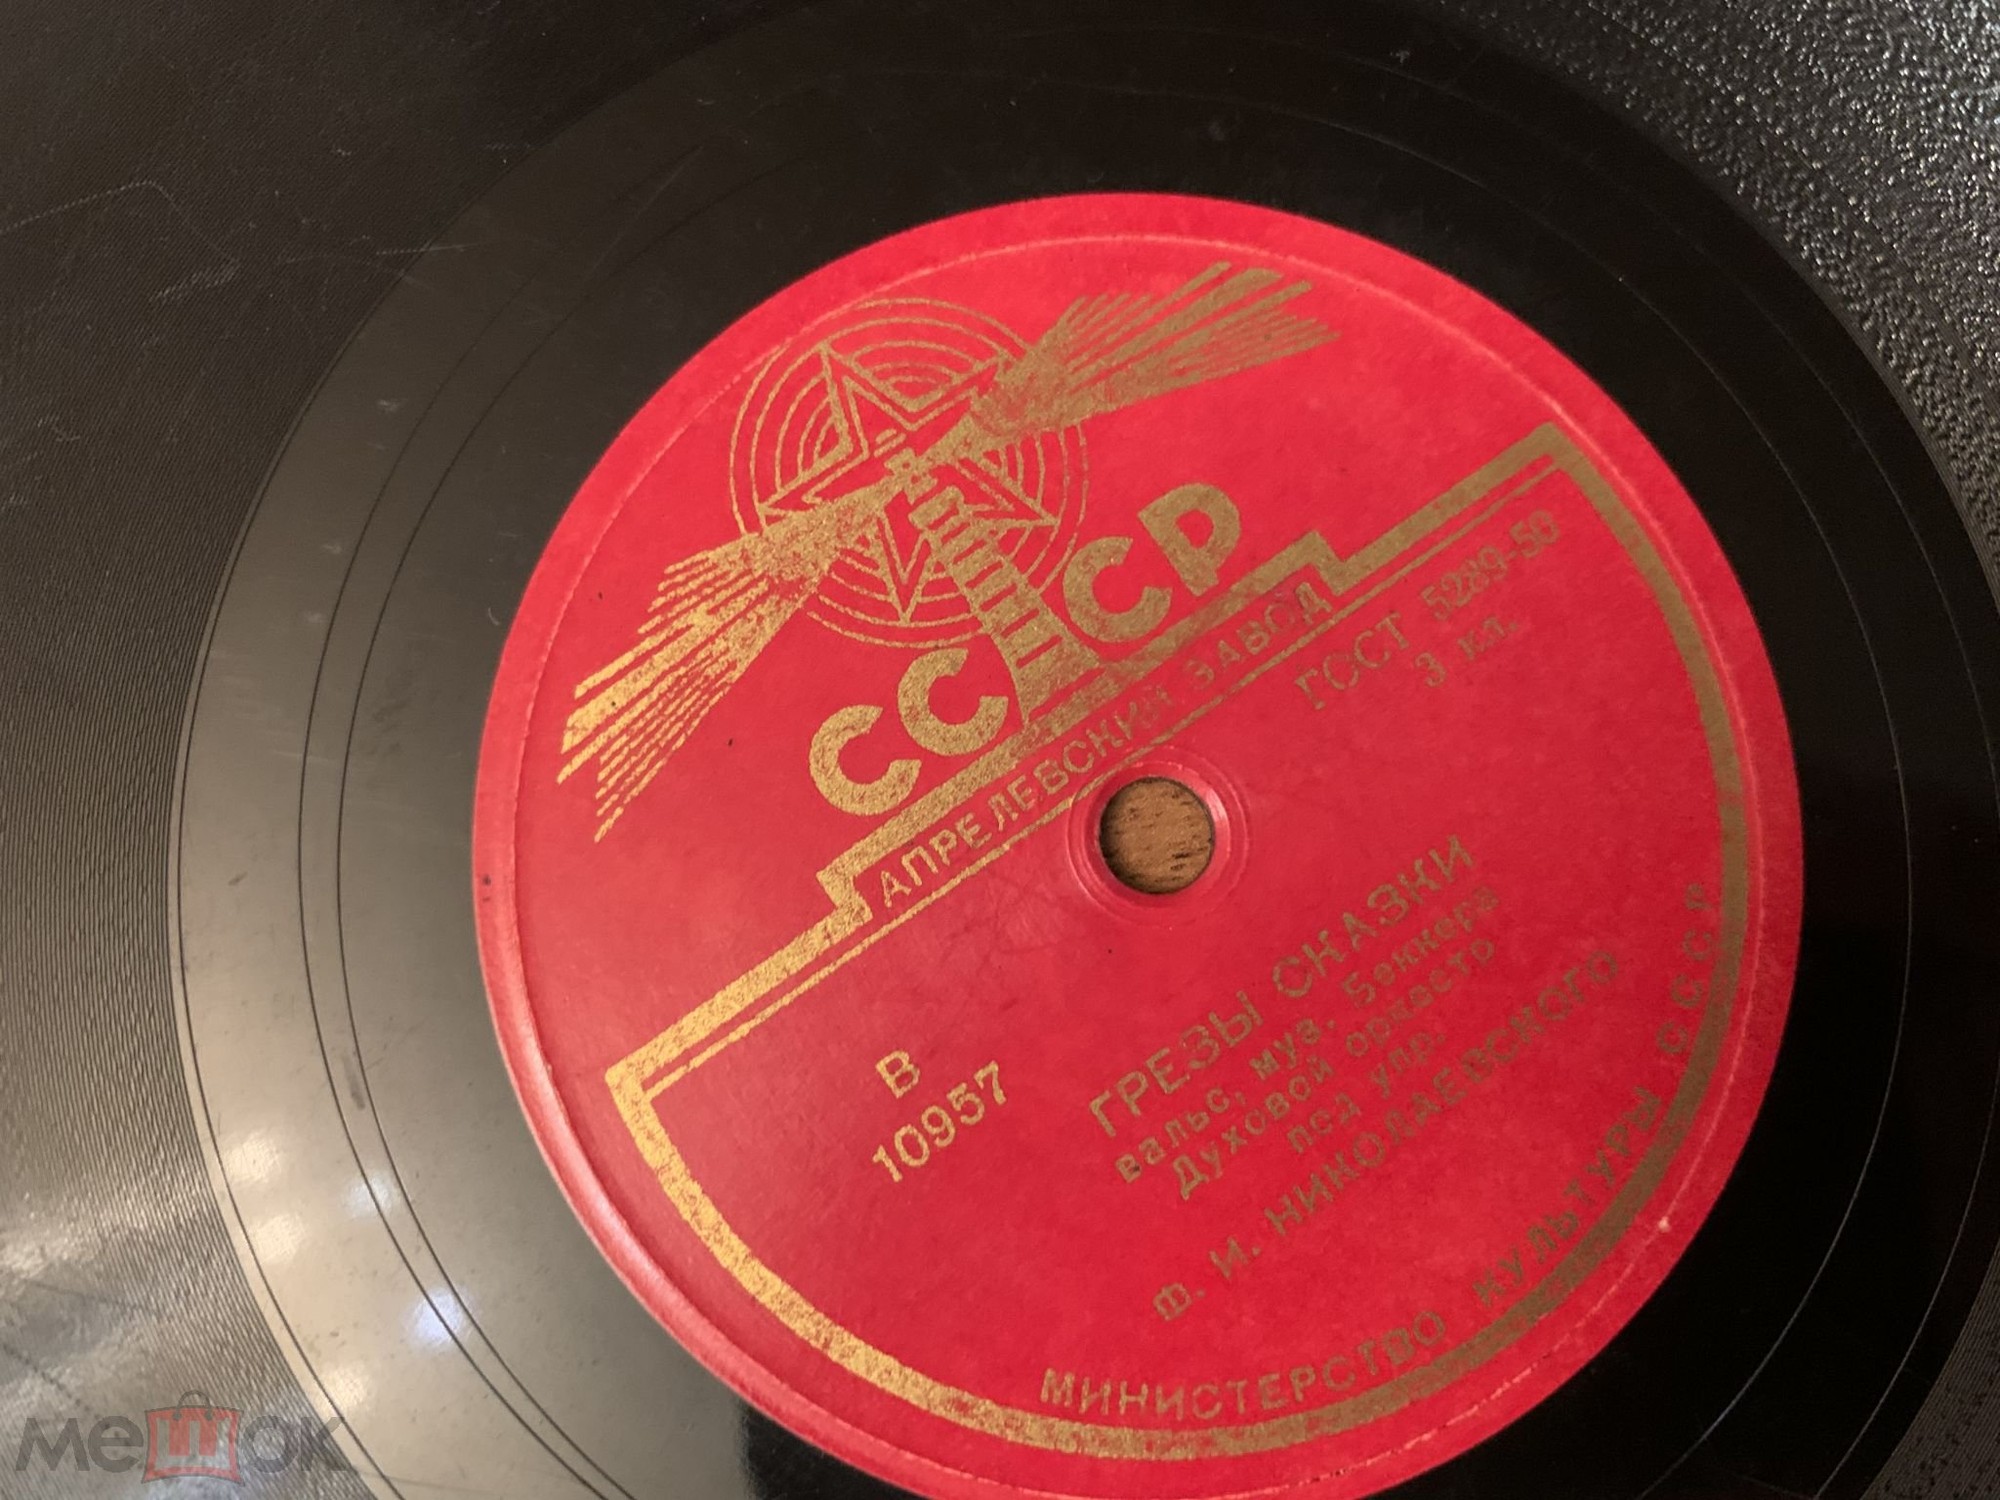 СССР
АПРЕЛЕВСКИЙ ЗАВОД
ГОСТ 5289-50
3 кл.
В
10957
ГРЕЗЫ СКАЗКИ
вальс, муз. Беккера
Духовой оркестр
под упр.
Ф. И. НИКОЛАЕВСКОГО
МИНИСТЕРСТВО КУЛЬТУРЫ СССР
мешок